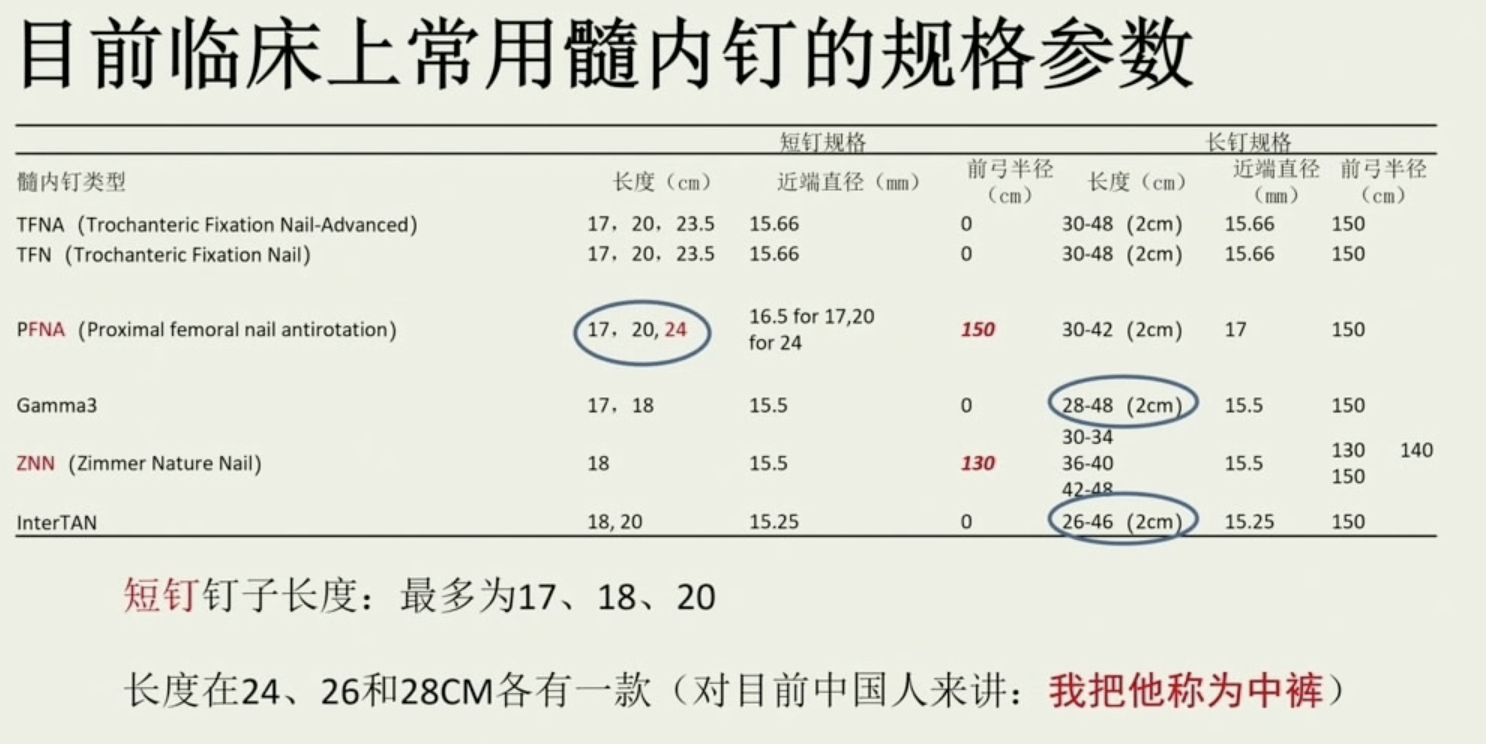 目前临床上常用髓内钉的规格参数
短钉规格 长钉规格
髓内钉类型 长度（cm） 近端直径（mm） 前弓半径（cm） 长度（cm） 近端直径（mm） 前弓半径（cm）
TFNA（Trochanteric Fixation Nail-Advanced） 17，20，23.5 15.66 0 30-48（2cm） 15.66 150
TFN（Trochanteric Fixation Nail） 17，20，23.5 15.66 0 30-48（2cm） 15.66 150
PFNA（Proximal femoral nail antirotation） 17，20, 24 16.5 for 17,20 for 24 150 30-42（2cm） 17 150
Gamma3 17，18 15.5 0 28-48（2cm） 15.5 150
ZNN（Zimmer Nature Nail） 18 15.5 130 30-34 36-40 42-48 15.5 130 140 150
InterTAN 18, 20 15.25 0 26-46（2cm） 15.25 150
短钉钉子长度：最多为17、18、20
长度在24、26和28CM各有一款（对目前中国人来讲：我把他称为中裤）